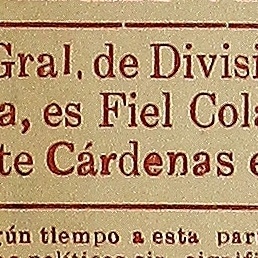 Gral. de Divisi
a, es Fiel Cola
te Cárdenas e
gún tiempo a esta par